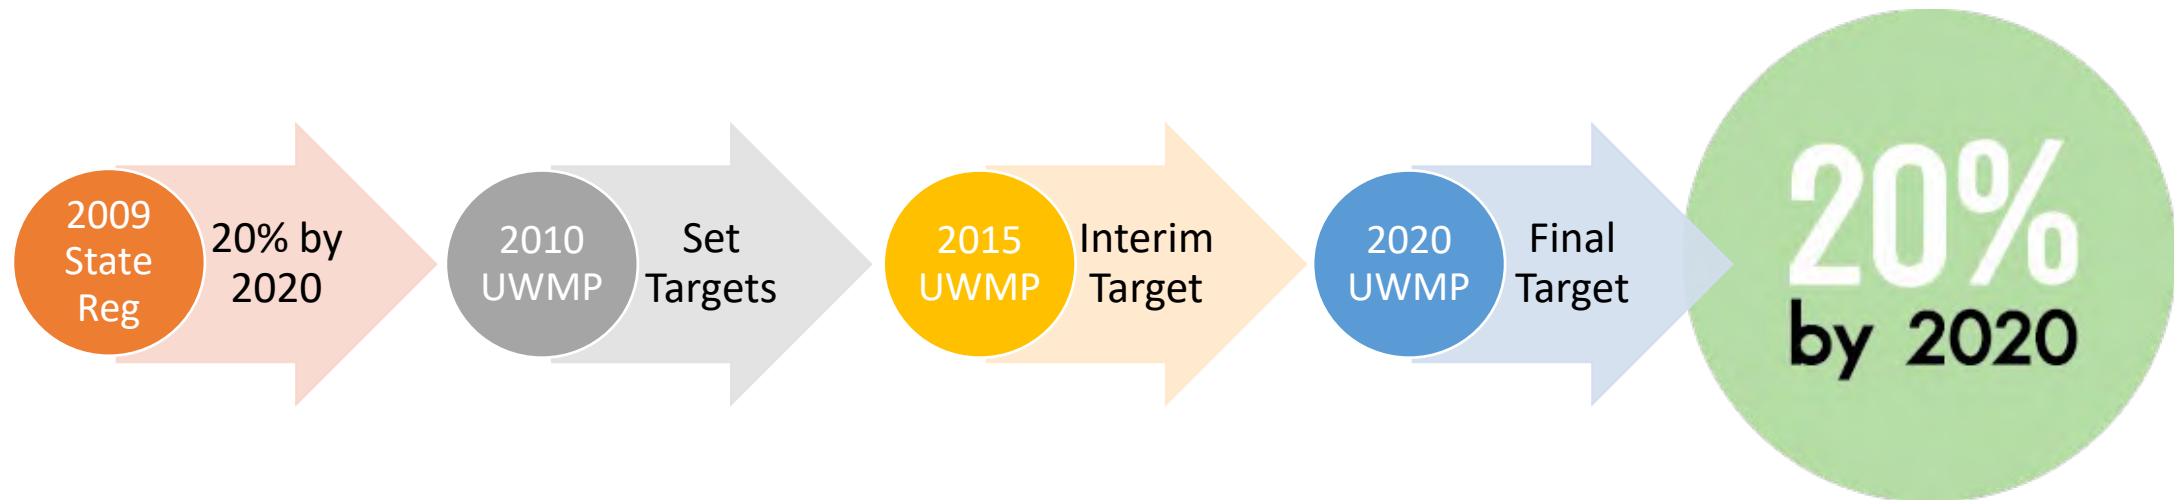 2009
State
Reg
20% by
2020
2010
UWMP
Set
Targets
2015
UWMP
Interim
Target
2020
UWMP
Final
Target
20%
by 2020